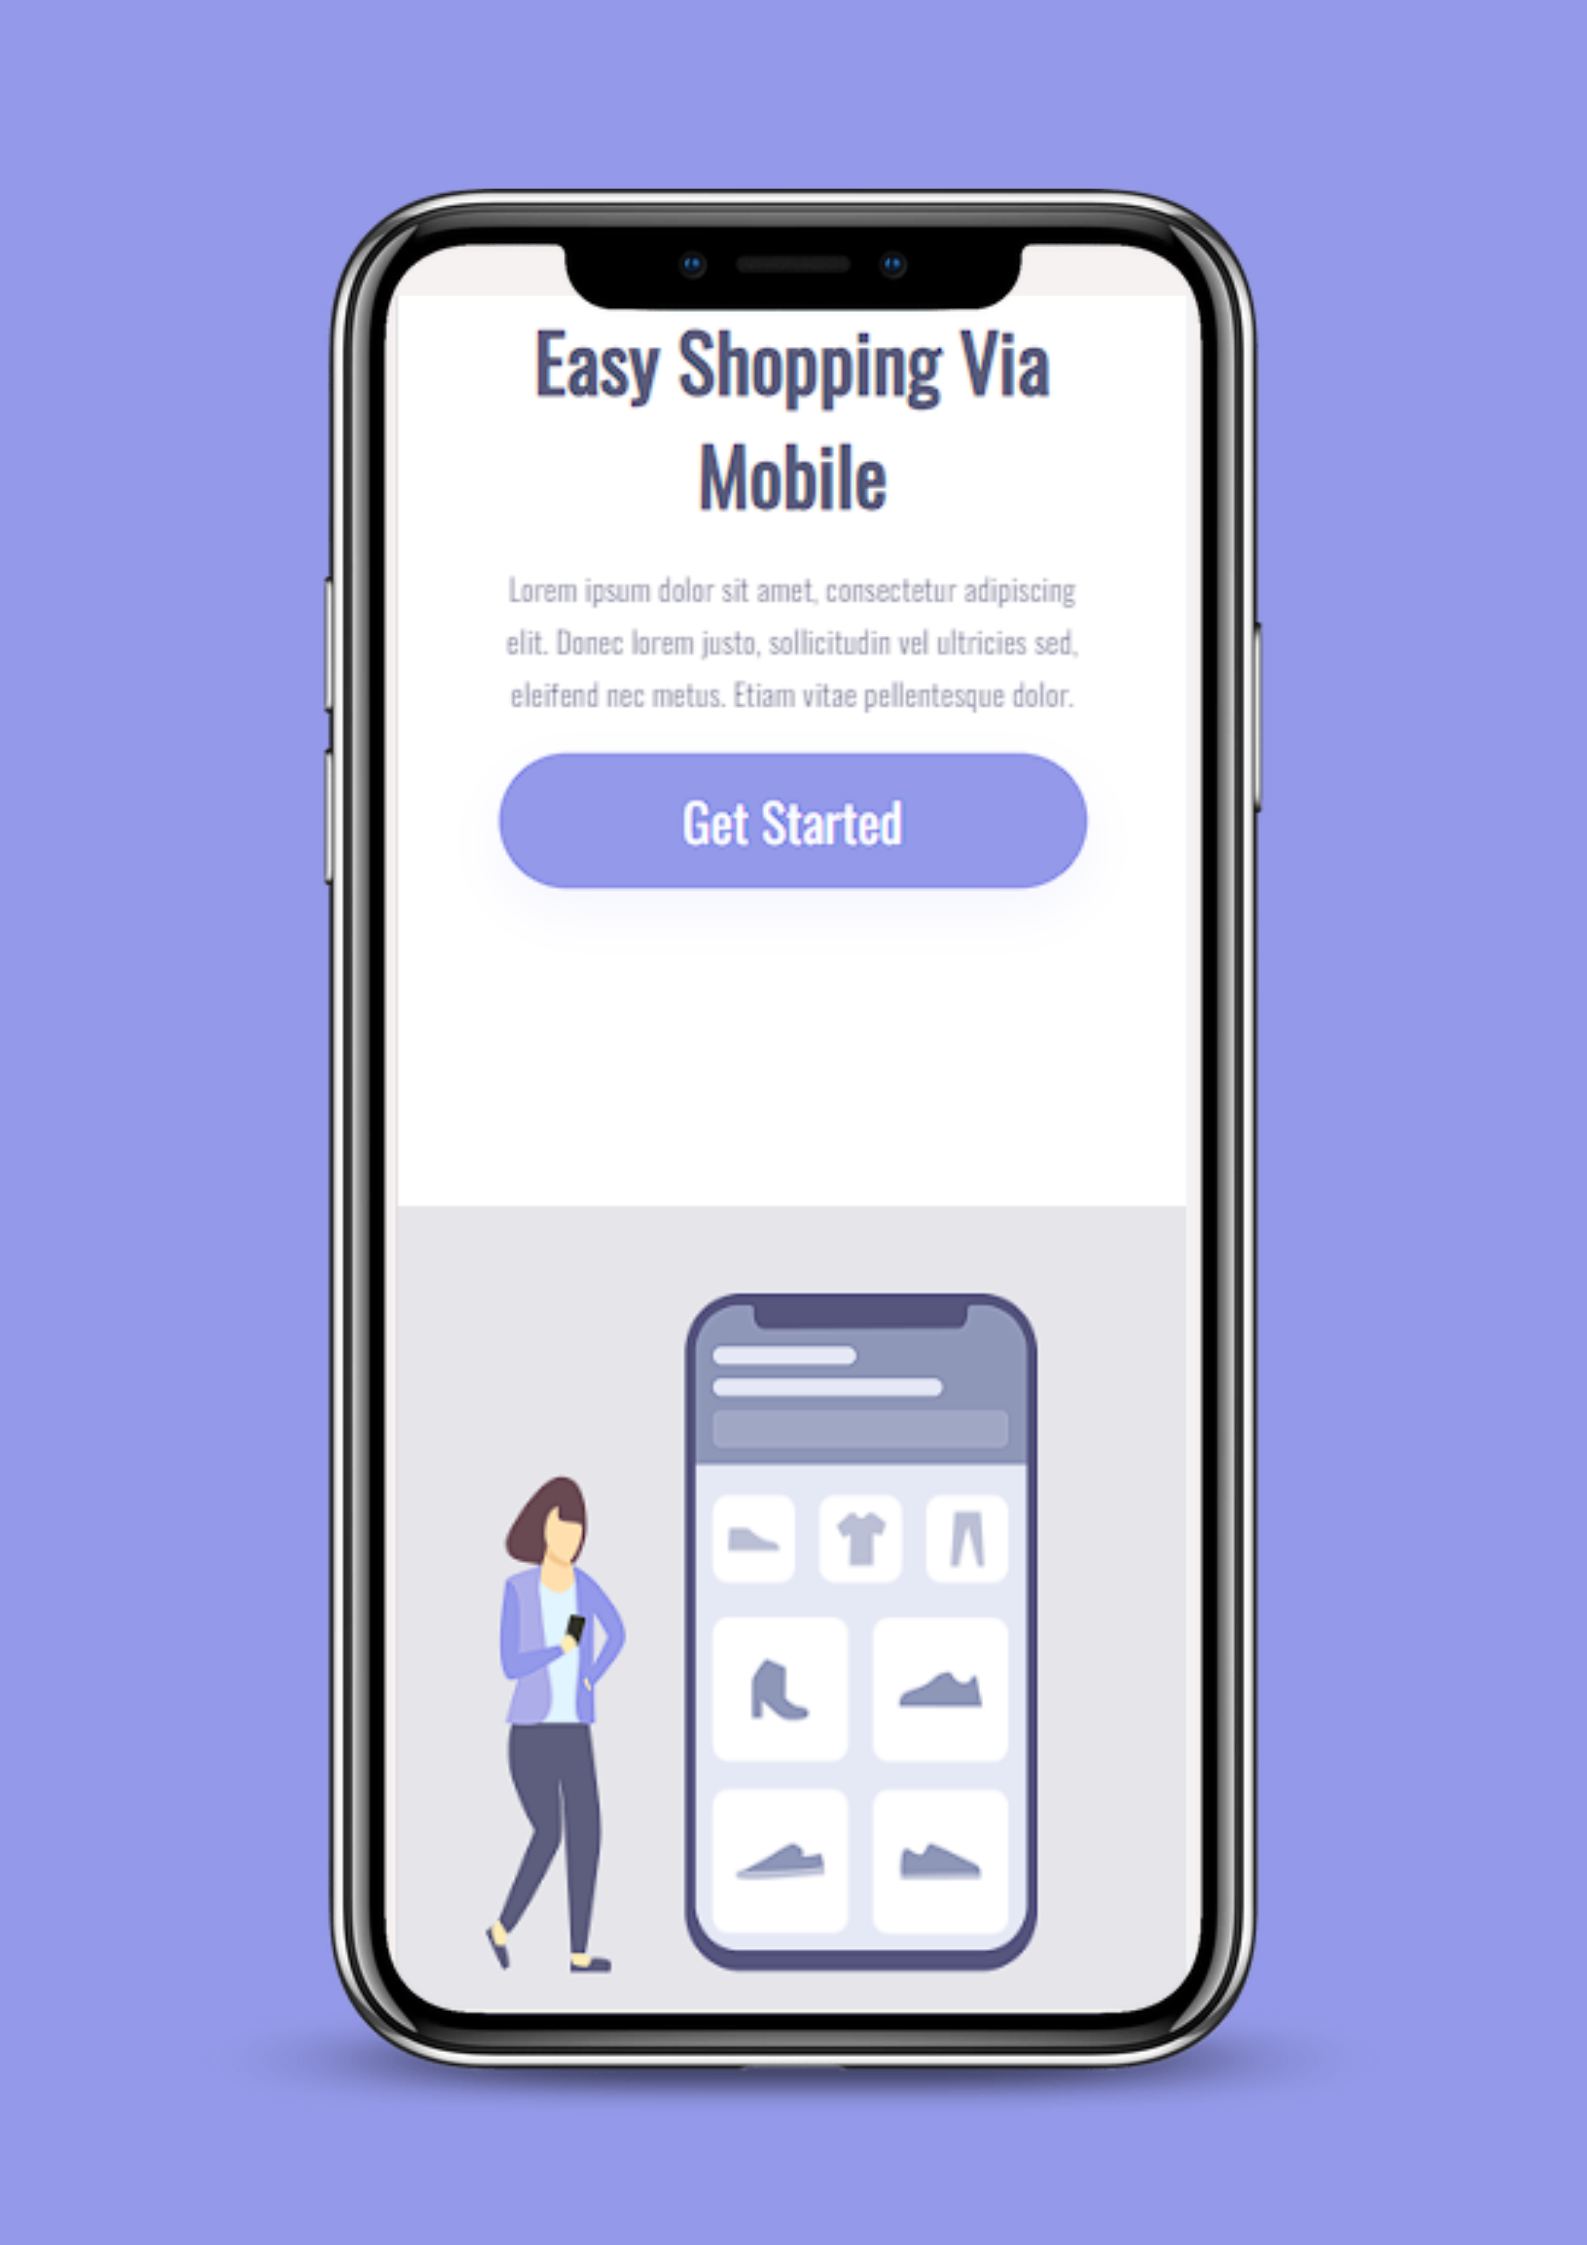 Easy Shopping Via
Mobile
Lorem ipsum dolor sit amet, consectetur adipiscing
elit. Donec lorem justo, sollicitudin vel ultricies sed,
eleifend nec metus. Etiam vitae pellentesque dolor.
Get Started